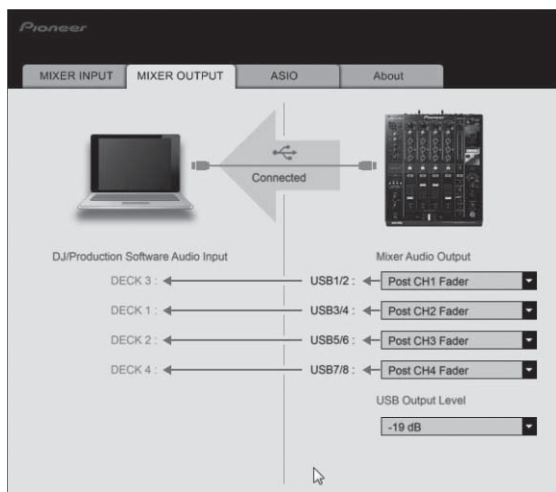 Pioneer
MIXER INPUT MIXER OUTPUT ASIO About
Connected
DJ/Production Software Audio Input Mixer Audio Output
DECK 3 : USB1/2 : Post CH1 Fader
DECK 1 : USB3/4 : Post CH2 Fader
DECK 2 : USB5/6 : Post CH3 Fader
DECK 4 : USB7/8 : Post CH4 Fader
USB Output Level
-19 dB